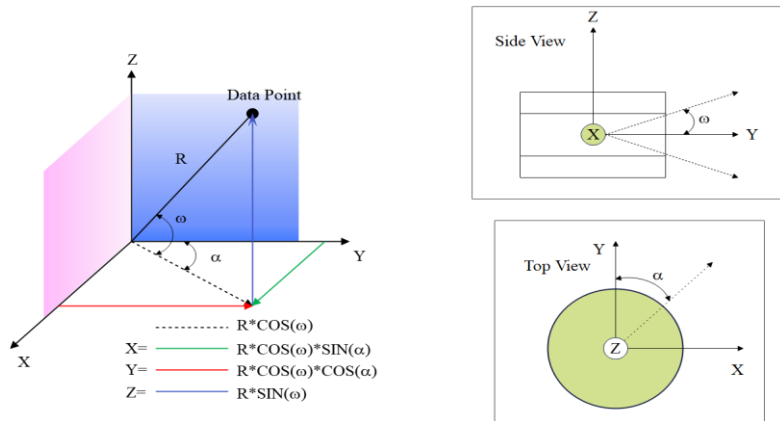 Z
Data Point
R
ω
α
Y
X
R*COS(ω)
X= R*COS(ω)*SIN(α)
Y= R*COS(ω)*COS(α)
Z= R*SIN(ω)
Z
Side View
X
ω
Y
Y
Top View
α
Z
X